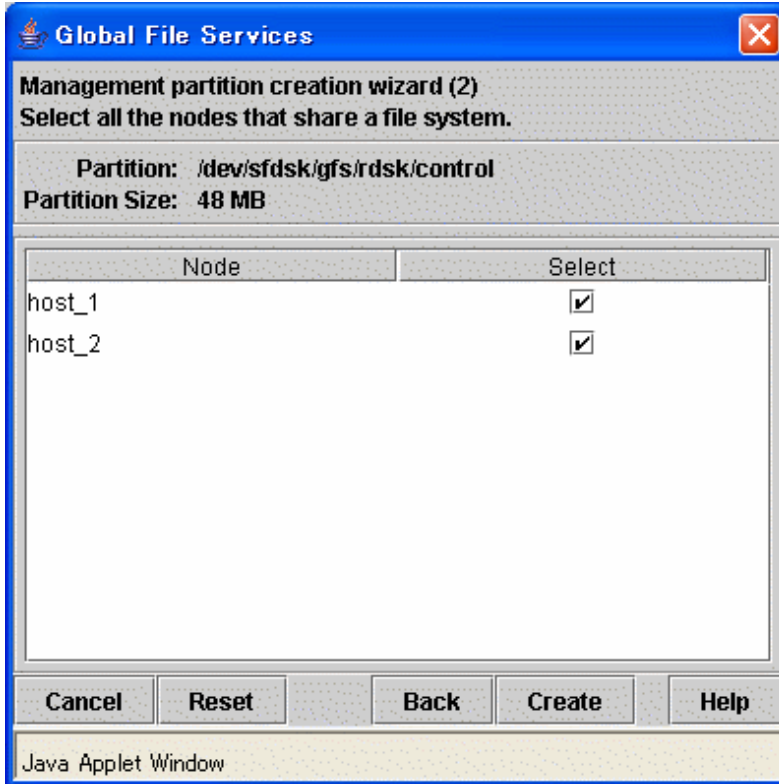 Global File Services
Management partition creation wizard (2)
Select all the nodes that share a file system.
Partition: /dev/sfdsk/gfs/rdsk/control
Partition Size: 48 MB
Node Select
host_1
host_2
Cancel Reset Back Create Help
Java Applet Window